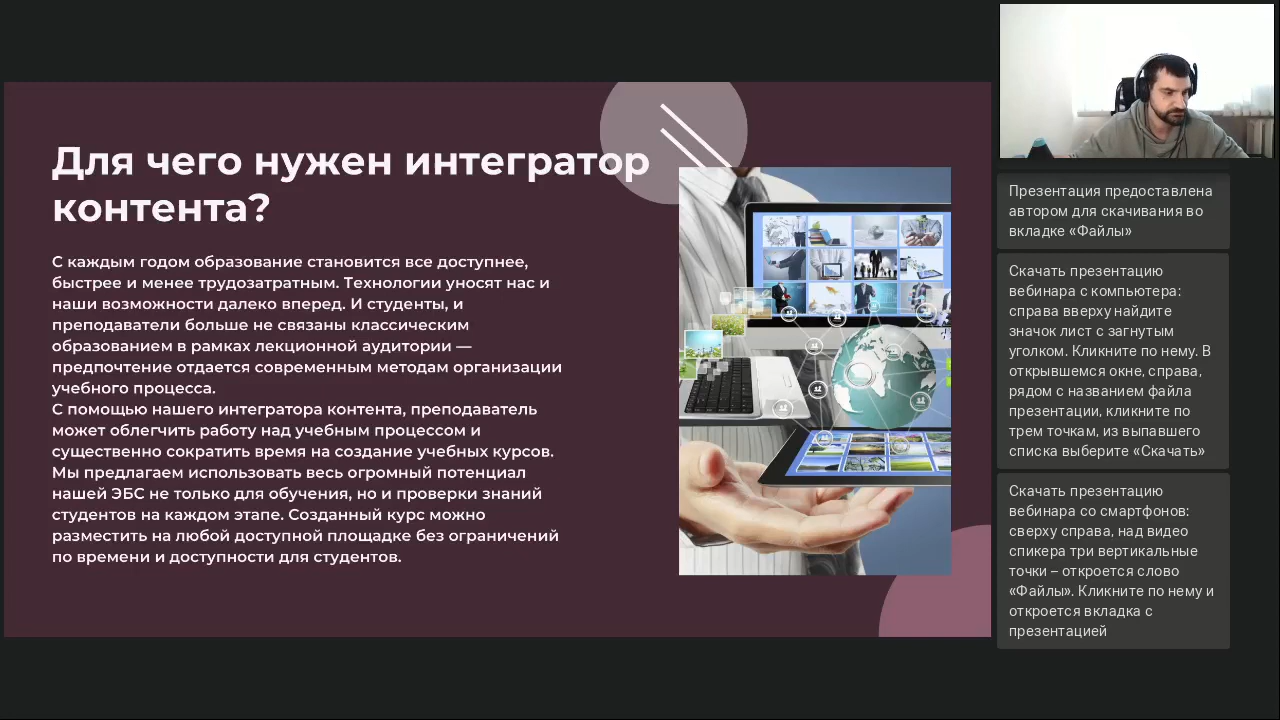 Для чего нужен интегратор
контента?
С каждым годом образование становится все доступнее,
быстрее и менее трудозатратным. Технологии уносят нас и
наши возможности далеко вперед. И студенты, и
преподаватели больше не связаны классическим
образованием в рамках лекционной аудитории —
предпочтение отдается современным методам организации
учебного процесса.
С помощью нашего интегратора контента, преподаватель
может облегчить работу над учебным процессом и
существенно сократить время на создание учебных курсов.
Мы предлагаем использовать весь огромный потенциал
нашей ЭБС не только для обучения, но и проверки знаний
студентов на каждом этапе. Созданный курс можно
разместить на любой доступной площадке без ограничений
по времени и доступности для студентов.
Презентация предоставлена
автором для скачивания во
вкладке «Файлы»
Скачать презентацию
вебинара с компьютера:
справа вверху найдите
значок лист с загнутым
уголком. Кликните по нему. В
открывшемся окне, справа,
рядом с названием файла
презентации, кликните по
трем точкам, из выпавшего
списка выберите «Скачать»
Скачать презентацию
вебинара со смартфонов:
сверху справа, над видео
спикера три вертикальные
точки – откроется слово
«Файлы». Кликните по нему и
откроется вкладка с
презентацией